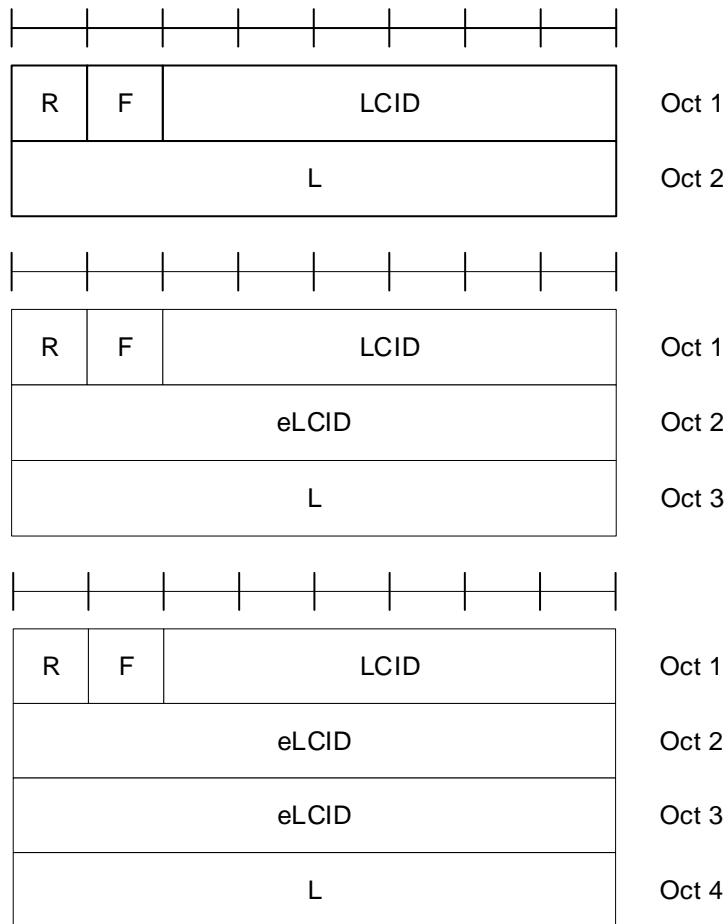 R F LCID Oct 1
L Oct 2
R F LCID Oct 1
eLCID Oct 2
L Oct 3
R F LCID Oct 1
eLCID Oct 2
eLCID Oct 3
L Oct 4